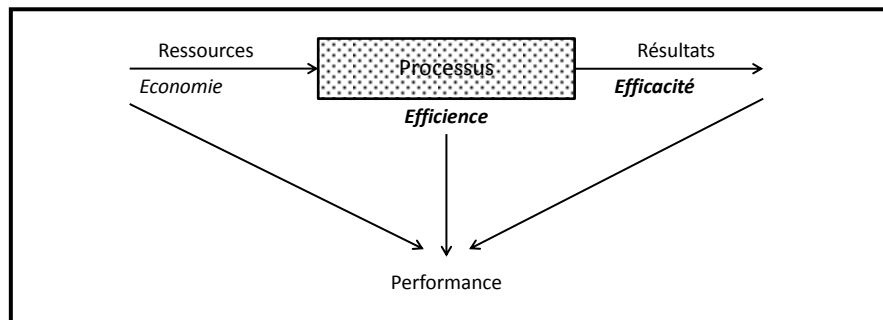 Ressources
Processus
Résultats
Economie
Efficacité
Efficience
Performance